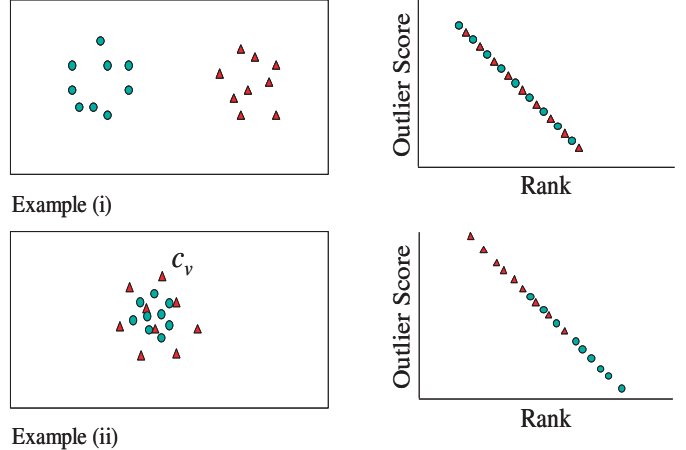 Outlier Score
Rank
Example (i)
c_v
Outlier Score
Rank
Example (ii)